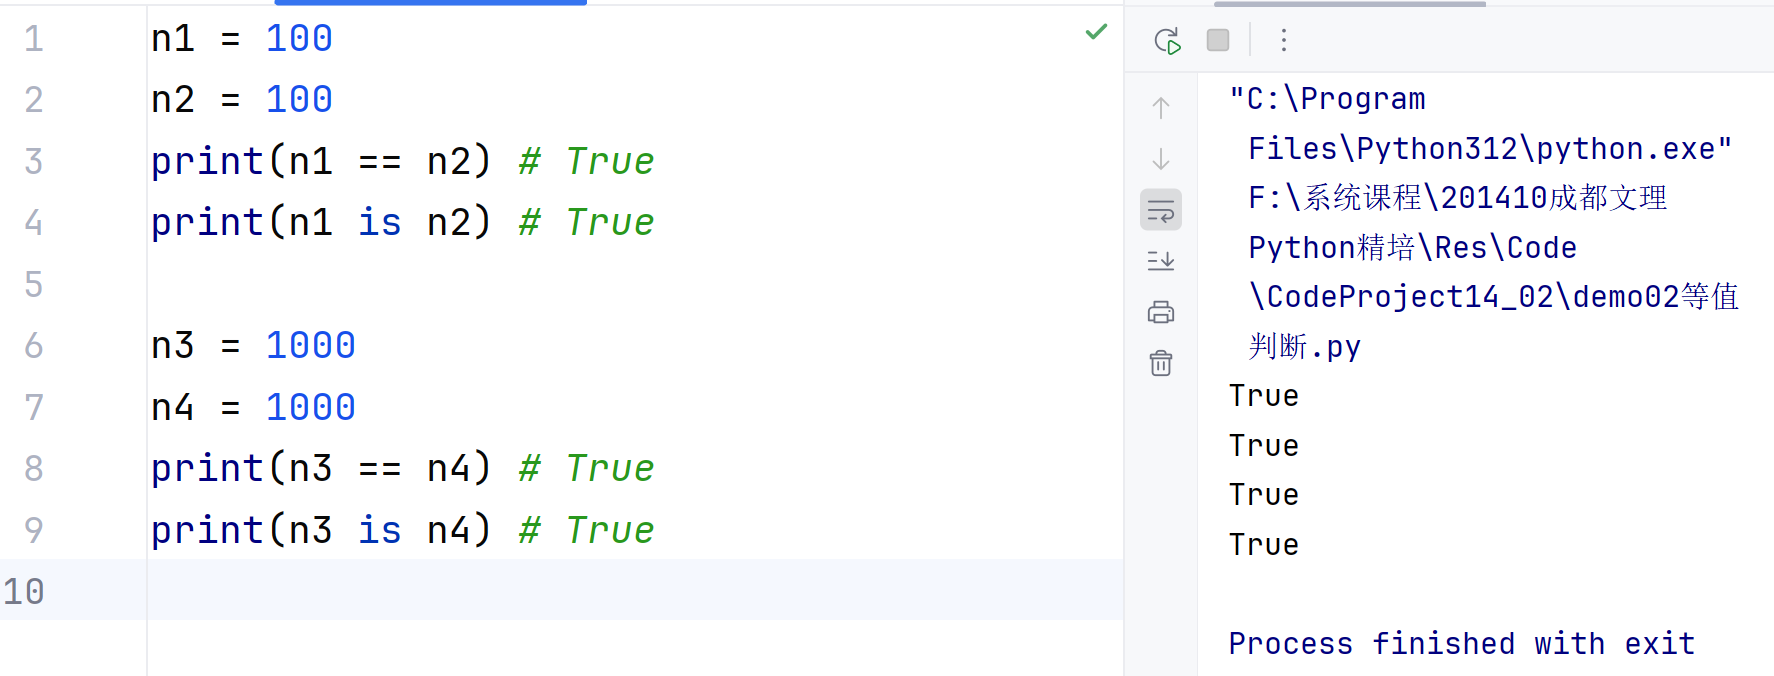 1 n1 = 100
2 n2 = 100
3 print(n1 == n2) # True
4 print(n1 is n2) # True
5
6 n3 = 1000
7 n4 = 1000
8 print(n3 == n4) # True
9 print(n3 is n4) # True
10
"C:\Program
Files\Python312\python.exe"
F:\系统课程\201410成都文理
Python精培\Res\Code
\CodeProject14_02\demo02等值
判断.py
True
True
True
True
Process finished with exit